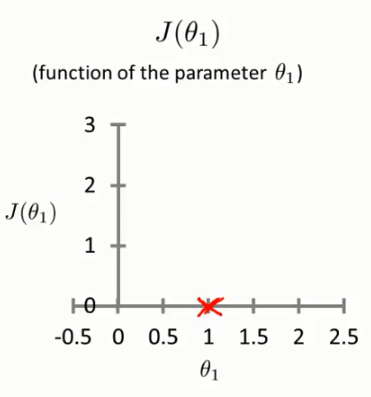 J(θ₁)
(function of the parameter θ₁)
3
2
J(θ₁)
1
0
-0.5 0 0.5 1 1.5 2 2.5
θ₁